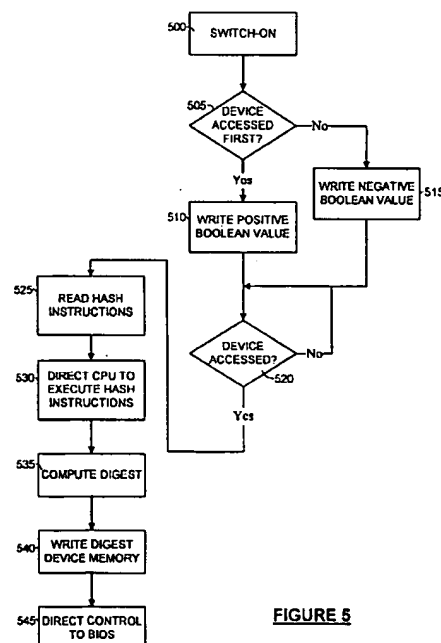 500
SWITCH-ON
505
DEVICE
ACCESSED
FIRST?
No
Yes
510
WRITE POSITIVE
BOOLEAN VALUE
WRITE NEGATIVE
BOOLEAN VALUE
515
DEVICE
ACCESSED?
No
520
Yes
525
READ HASH
INSTRUCTIONS
530
DIRECT CPU TO
EXECUTE HASH
INSTRUCTIONS
535
COMPUTE DIGEST
540
WRITE DIGEST
DEVICE MEMORY
545
DIRECT CONTROL
TO BIOS
FIGURE 5